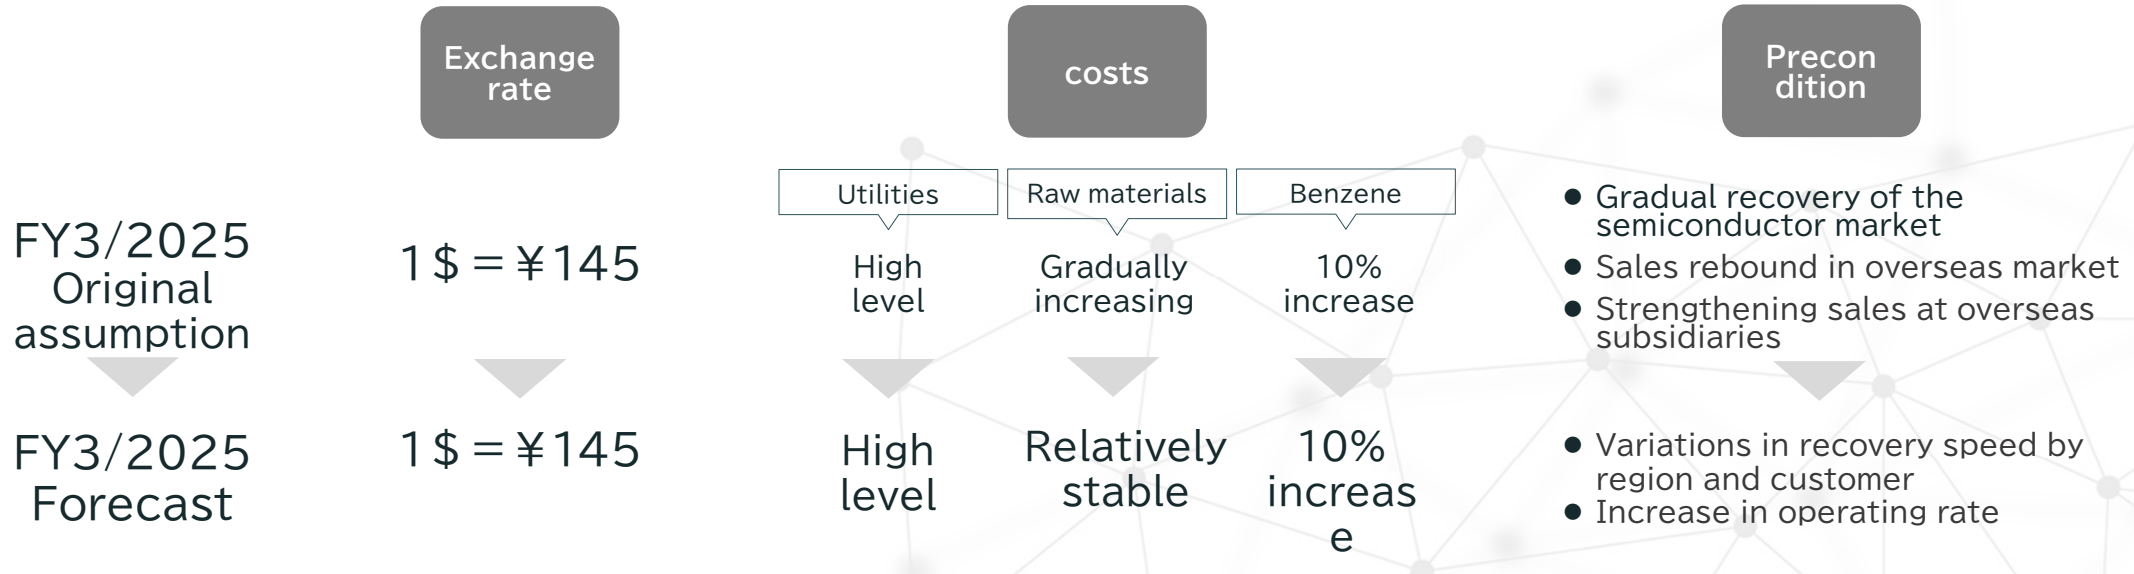 Exchange
rate
costs
Precon
dition
Utilities
Raw materials
Benzene
FY3/2025
Original
assumption
1$＝¥145
High
level
Gradually
increasing
10%
increase
● Gradual recovery of the
semiconductor market
● Sales rebound in overseas market
● Strengthening sales at overseas
subsidiaries
FY3/2025
Forecast
1$＝¥145
High
level
Relatively
stable
10%
increas
e
● Variations in recovery speed by
region and customer
● Increase in operating rate